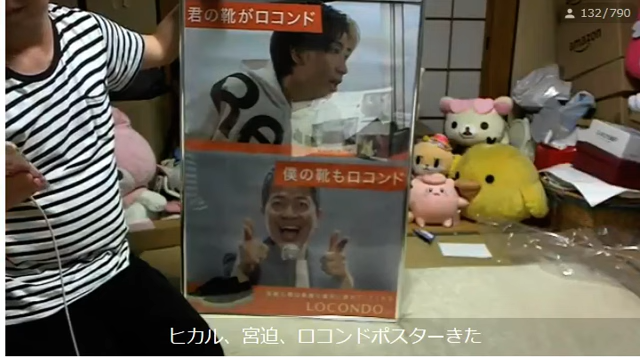 132/790
君の靴がロコンド
amazon
僕の靴もロコンド
LOCONDO
ヒカル、宮迫、ロコンドポスターきた